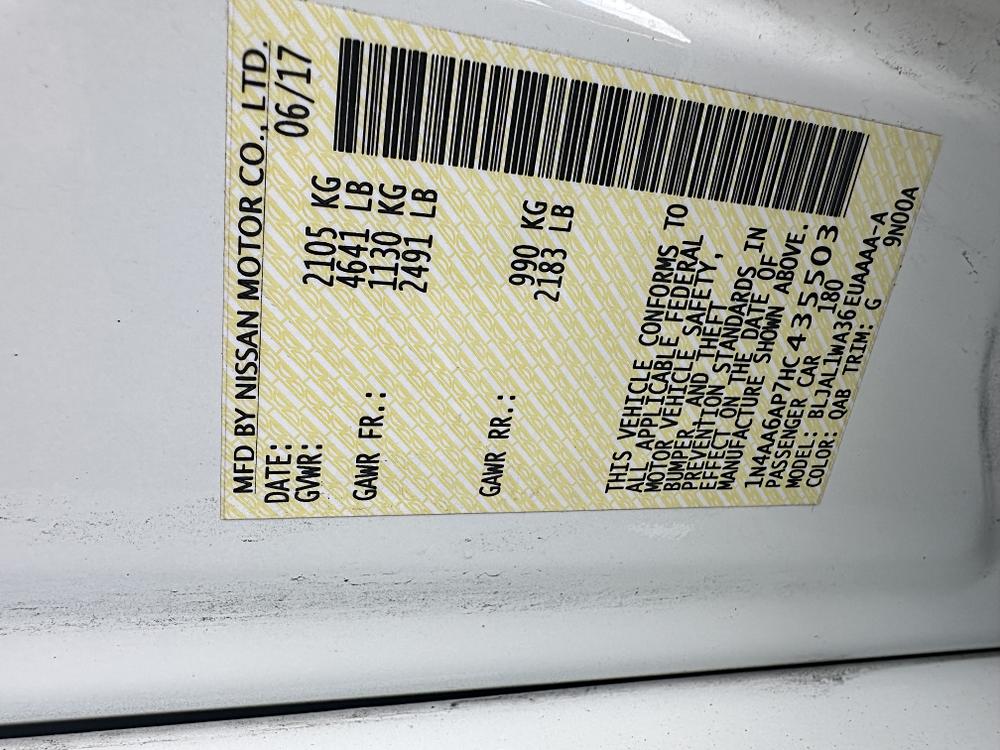 MFD BY NISSAN MOTOR CO., LTD.
DATE: 06/17
GVWR: 2105 KG
4641 LB
GAWR FR.: 1130 KG
2491 LB
GAWR RR.: 990 KG
2183 LB
THIS VEHICLE CONFORMS TO
ALL APPLICABLE FEDERAL
MOTOR VEHICLE SAFETY,
BUMPER, AND THEFT
PREVENTION STANDARDS IN
EFFECT ON THE DATE OF
MANUFACTURE SHOWN ABOVE.
1N4AA6AP7HC435503
PASSENGER CAR 180
MODEL: BLJAL1WA36EUAAAA-A
COLOR: QAB TRIM: G 9N00A